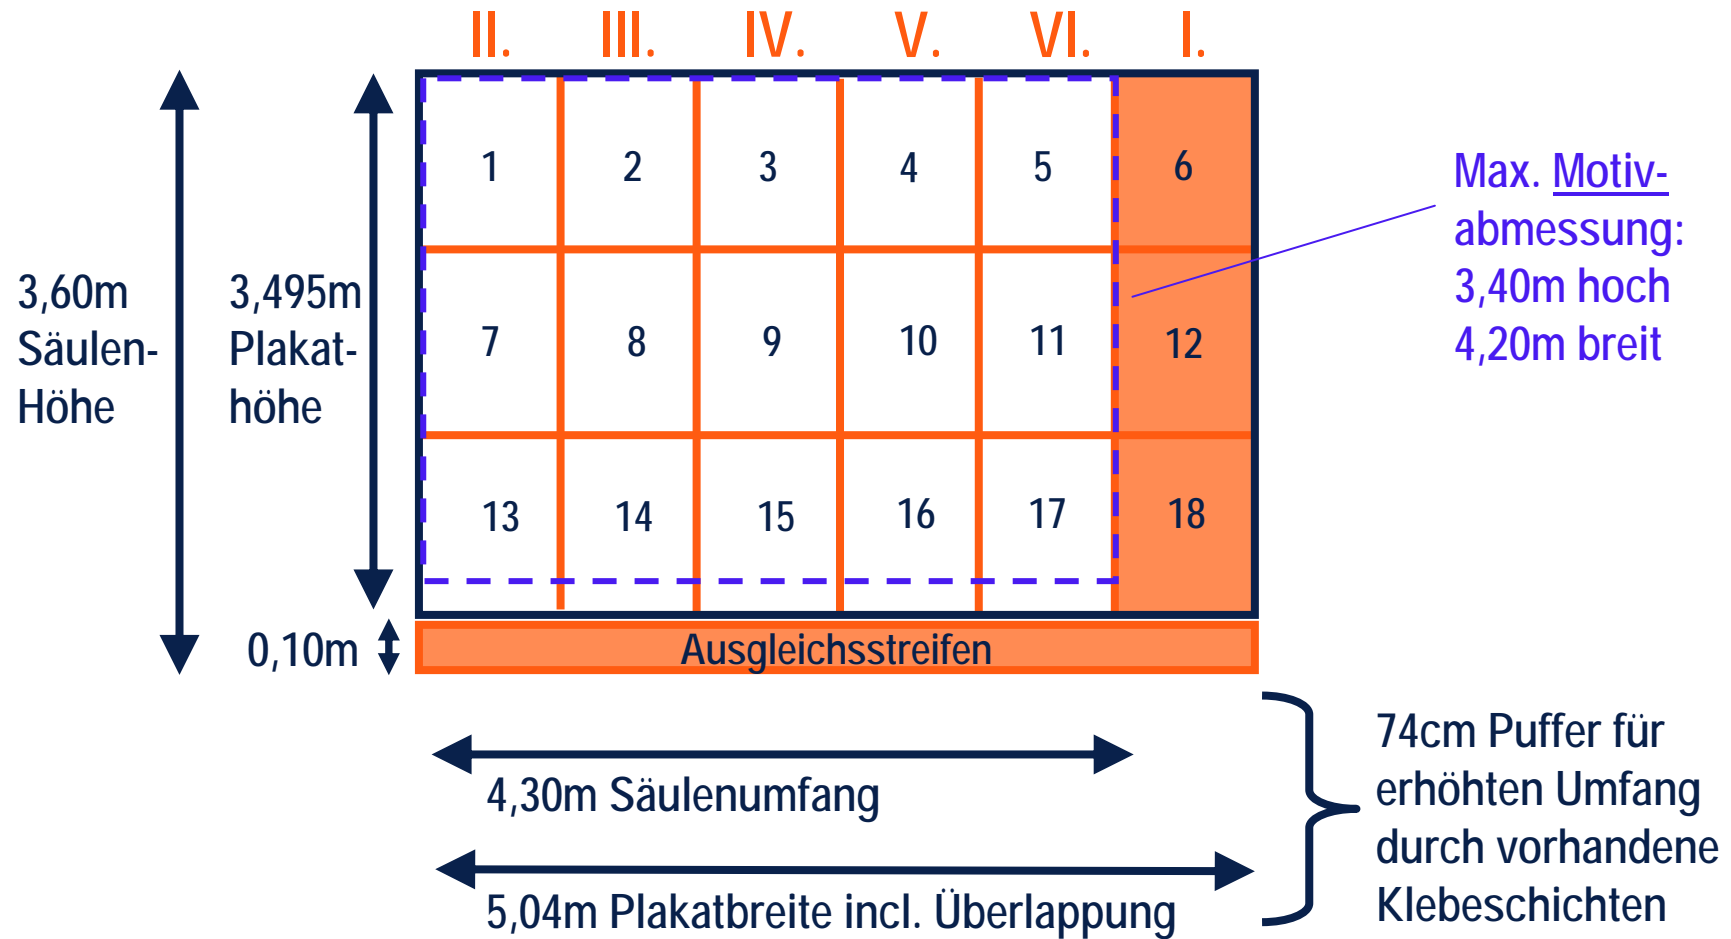 II. III. IV. V. VI. I.
1 2 3 4 5 6
7 8 9 10 11 12
13 14 15 16 17 18
3,60m
Säulen-
Höhe
3,495m
Plakat-
höhe
0,10m
Ausgleichsstreifen
Max. Motiv-
abmessung:
3,40m hoch
4,20m breit
4,30m Säulenumfang
5,04m Plakatbreite incl. Überlappung
74cm Puffer für
erhöhten Umfang
durch vorhandene
Klebeschichten